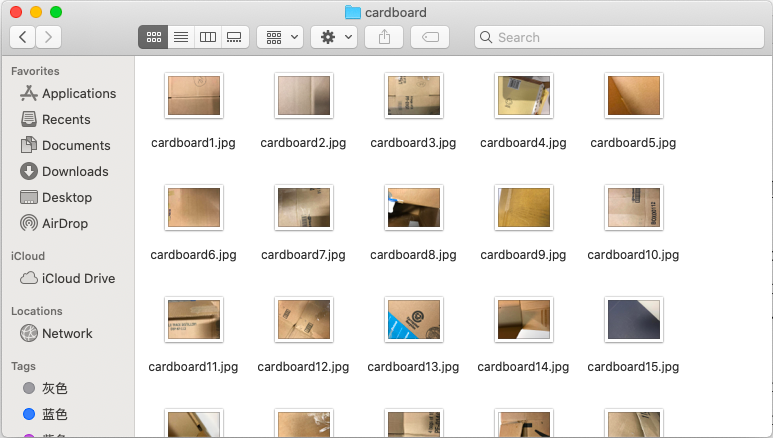 cardboard
Search
Favorites
Applications
Recents
Documents
Downloads
Desktop
AirDrop
iCloud
iCloud Drive
Locations
Network
Tags
灰色
蓝色
cardboard1.jpg cardboard2.jpg cardboard3.jpg cardboard4.jpg cardboard5.jpg
cardboard6.jpg cardboard7.jpg cardboard8.jpg cardboard9.jpg cardboard10.jpg
cardboard11.jpg cardboard12.jpg cardboard13.jpg cardboard14.jpg cardboard15.jpg